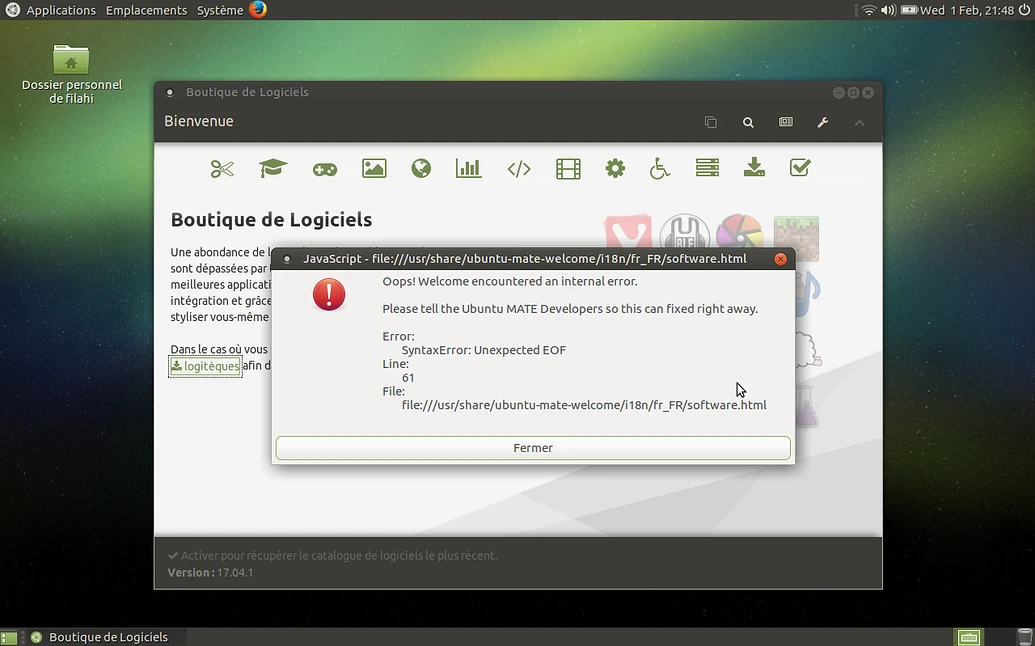 Applications Emplacements Système
Wed 1 Feb, 21:48
Dossier personnel
de filahi
Boutique de Logiciels
Bienvenue
Boutique de Logiciels
Une abondance de
sont dépassées par
meilleures applicati
intégration et grâce
styliser vous-même
Dans le cas où vous
logitèques afin d
JavaScript - file:///usr/share/ubuntu-mate-welcome/i18n/fr_FR/software.html
Oops! Welcome encountered an internal error.
Please tell the Ubuntu MATE Developers so this can fixed right away.
Error:
SyntaxError: Unexpected EOF
Line:
61
File:
file:///usr/share/ubuntu-mate-welcome/i18n/fr_FR/software.html
Fermer
Activer pour récupérer le catalogue de logiciels le plus récent.
Version : 17.04.1
Boutique de Logiciels